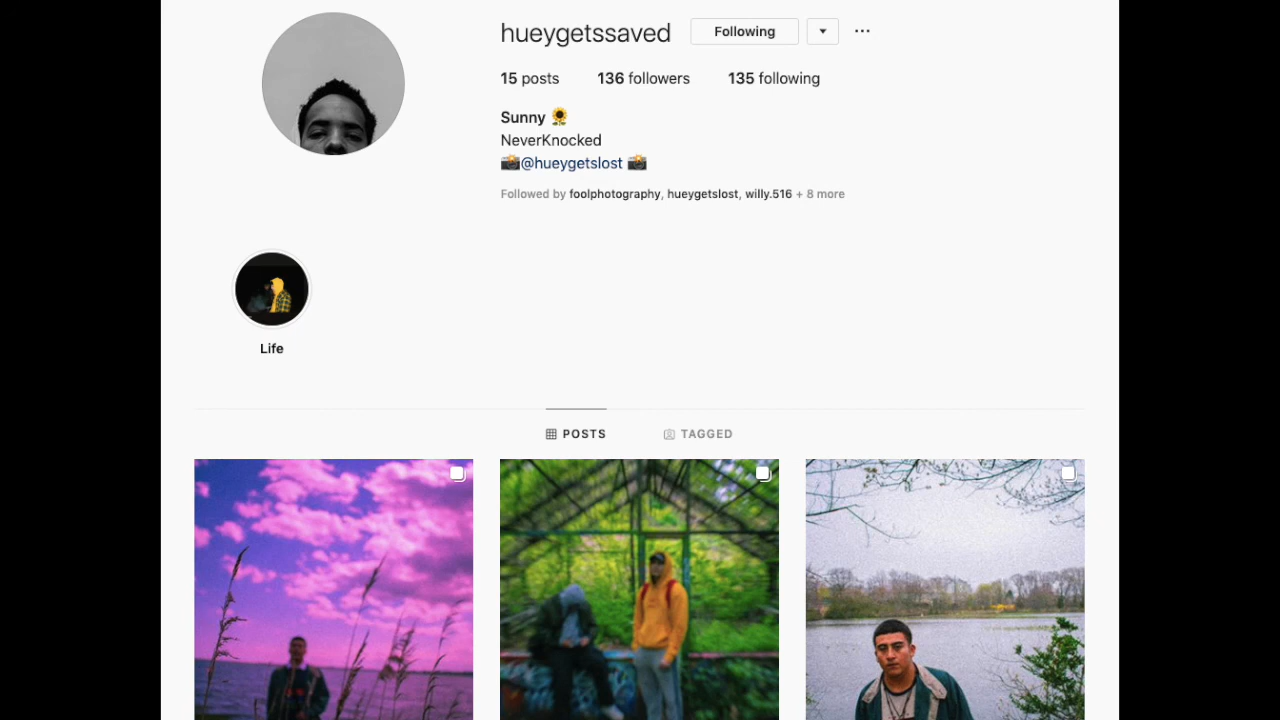 hueygetssaved Following
15 posts 136 followers 135 following
Sunny 🌻
NeverKnocked
📸@hueygetslost 📸
Followed by foolphotography, hueygetslost, willy.516 + 8 more
Life
POSTS TAGGED